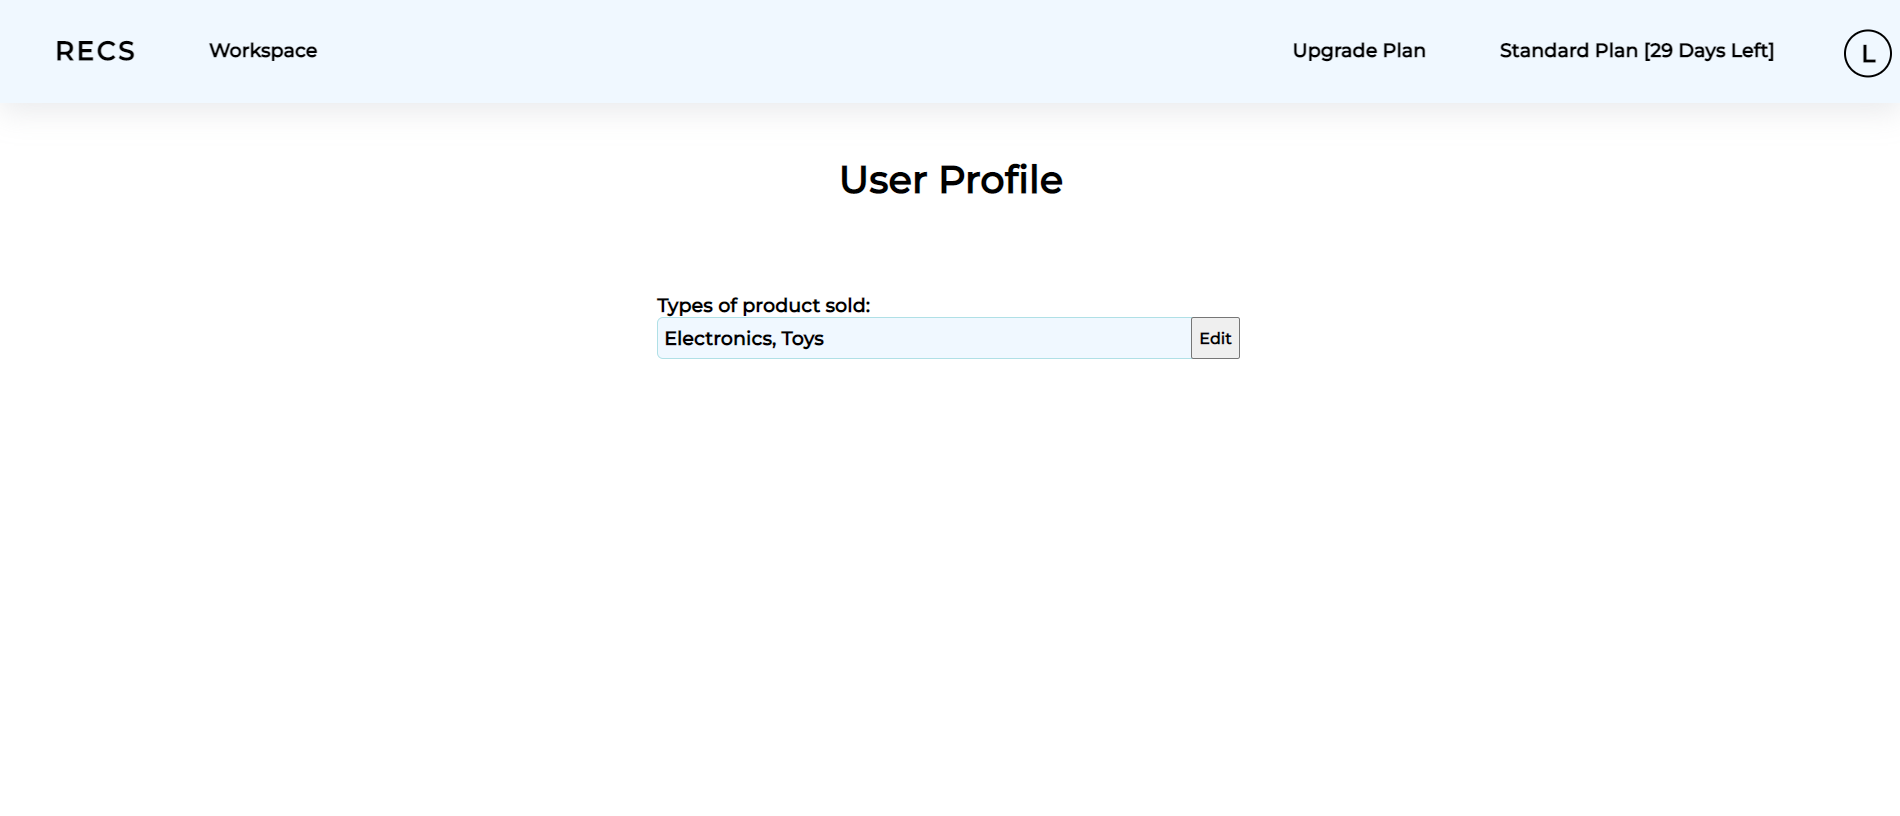 RECS
Workspace
Upgrade Plan
Standard Plan [29 Days Left]
L
User Profile
Types of product sold:
Electronics, Toys
Edit